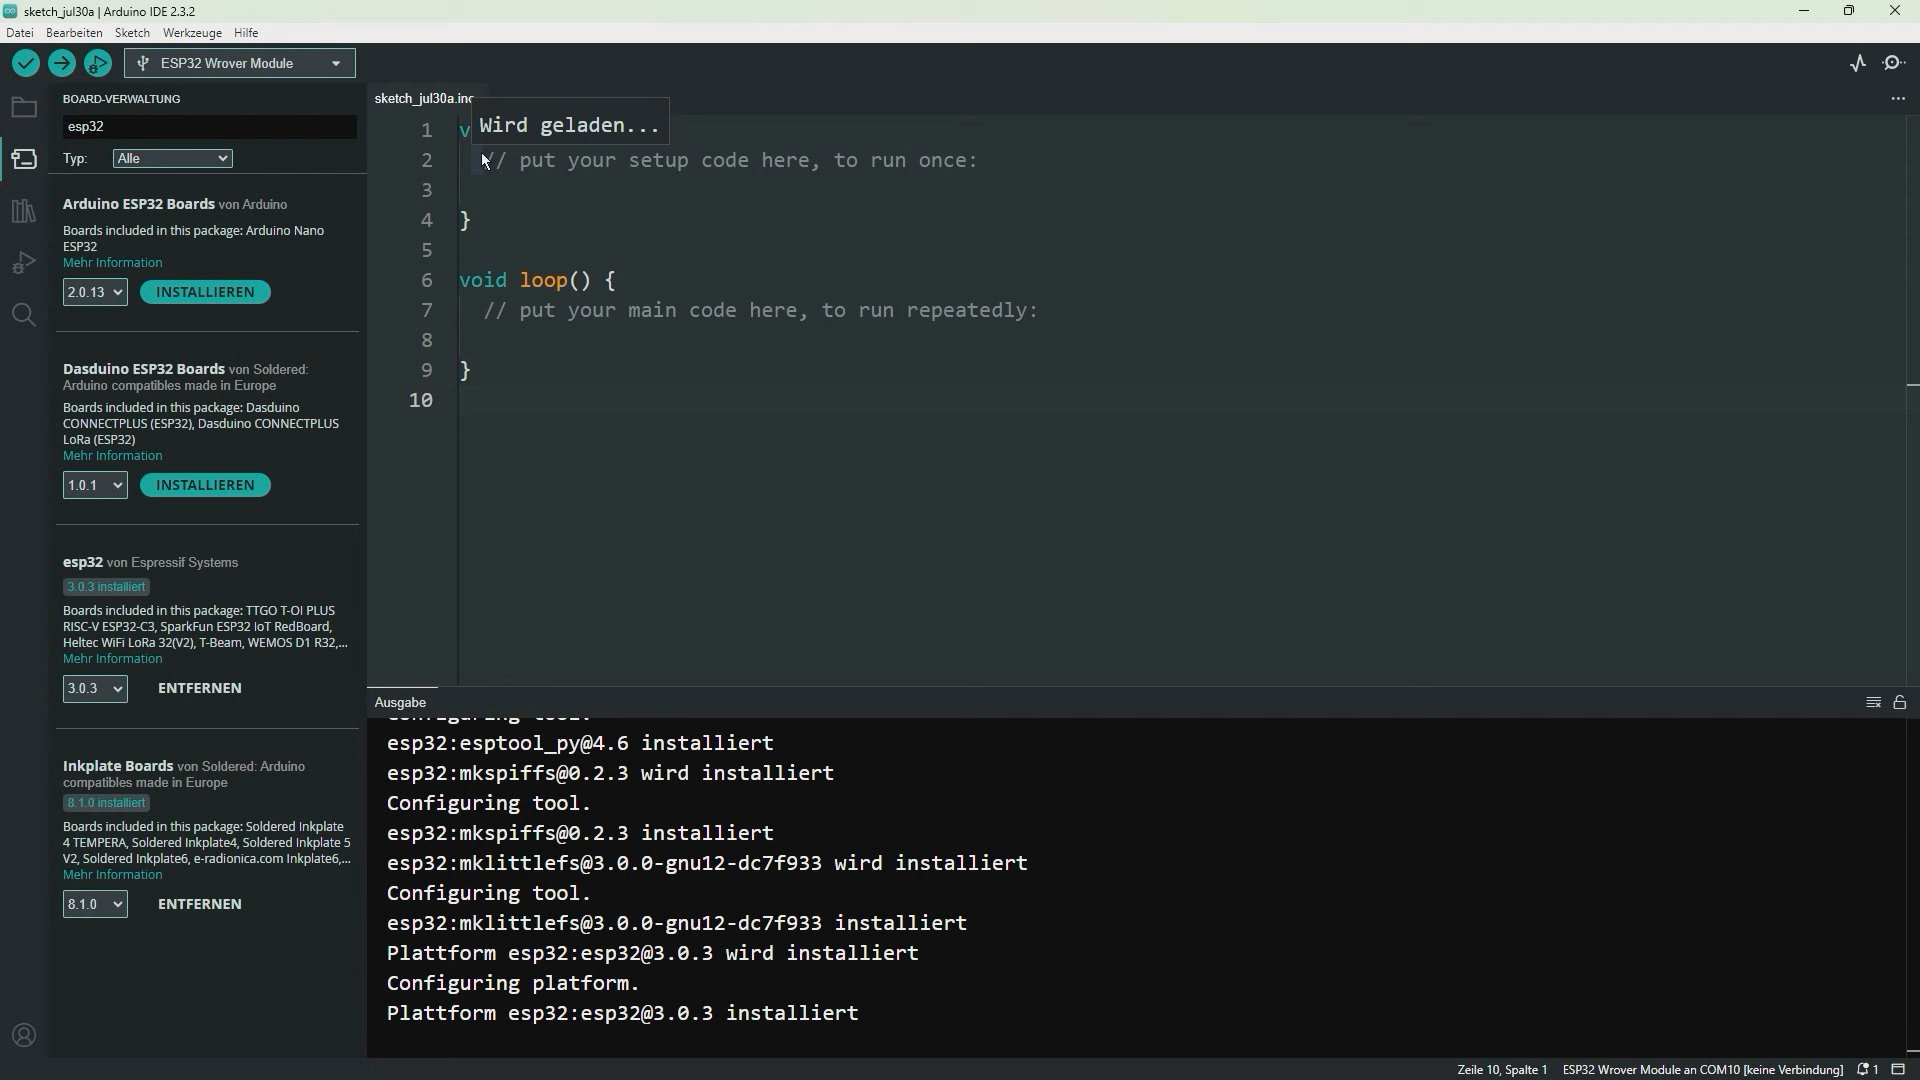 sketch_jul30a | Arduino IDE 2.3.2
Datei Bearbeiten Sketch Werkzeuge Hilfe
ESP32 Wrover Module
BOARD-VERWALTUNG
esp32
Typ: Alle
Arduino ESP32 Boards von Arduino
Boards included in this package: Arduino Nano
ESP32
Mehr Information
2.0.13 INSTALLIEREN
Dasduino ESP32 Boards von Soldered:
Arduino compatibles made in Europe
Boards included in this package: Dasduino
CONNECTPLUS (ESP32), Dasduino CONNECTPLUS
LoRa (ESP32)
Mehr Information
1.0.1 INSTALLIEREN
esp32 von Espressif Systems
3.0.3 installiert
Boards included in this package: TTGO T-OI PLUS
RISC-V ESP32-C3, SparkFun ESP32 IoT RedBoard,
Heltec WiFi LoRa 32(V2), T-Beam, WEMOS D1 R32,...
Mehr Information
3.0.3 ENTFERNEN
Inkplate Boards von Soldered: Arduino
compatibles made in Europe
8.1.0 installiert
Boards included in this package: Soldered Inkplate
4 TEMPERA, Soldered Inkplate4, Soldered Inkplate 5
V2, Soldered Inkplate6, e-radionica.com Inkplate6,...
Mehr Information
8.1.0 ENTFERNEN
sketch_jul30a.ino
Wird geladen...
1 v
2 // put your setup code here, to run once:
3
4 }
5
6 void loop() {
7 // put your main code here, to run repeatedly:
8
9 }
10
Ausgabe
Configuring tool.
esp32:esptool_py@4.6 installiert
esp32:mkspiffs@0.2.3 wird installiert
Configuring tool.
esp32:mkspiffs@0.2.3 installiert
esp32:mklittlefs@3.0.0-gnu12-dc7f933 wird installiert
Configuring tool.
esp32:mklittlefs@3.0.0-gnu12-dc7f933 installiert
Plattform esp32:esp32@3.0.3 wird installiert
Configuring platform.
Plattform esp32:esp32@3.0.3 installiert
Zeile 10, Spalte 1 ESP32 Wrover Module an COM10 [keine Verbindung] 1